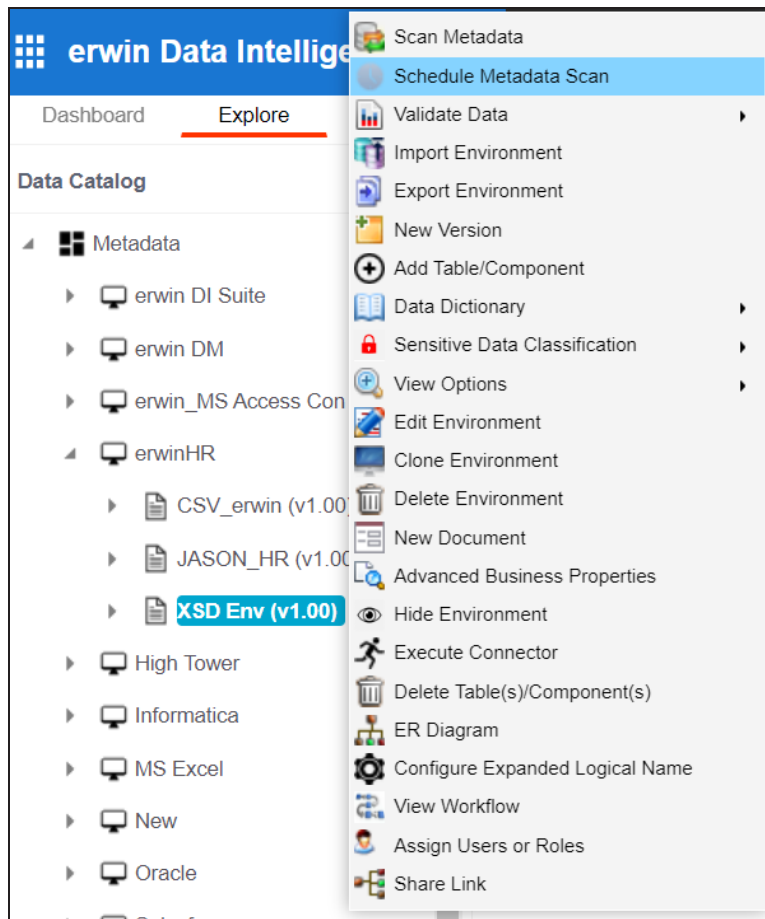 erwin Data Intellige
Dashboard
Explore
Data Catalog
Metadata
erwin DI Suite
erwin DM
erwin_MS Access Con
erwinHR
CSV_erwin (v1.00)
JASON_HR (v1.00
XSD Env (v1.00)
High Tower
Informatica
MS Excel
New
Oracle
Scan Metadata
Schedule Metadata Scan
Validate Data
Import Environment
Export Environment
New Version
Add Table/Component
Data Dictionary
Sensitive Data Classification
View Options
Edit Environment
Clone Environment
Delete Environment
New Document
Advanced Business Properties
Hide Environment
Execute Connector
Delete Table(s)/Component(s)
ER Diagram
Configure Expanded Logical Name
View Workflow
Assign Users or Roles
Share Link